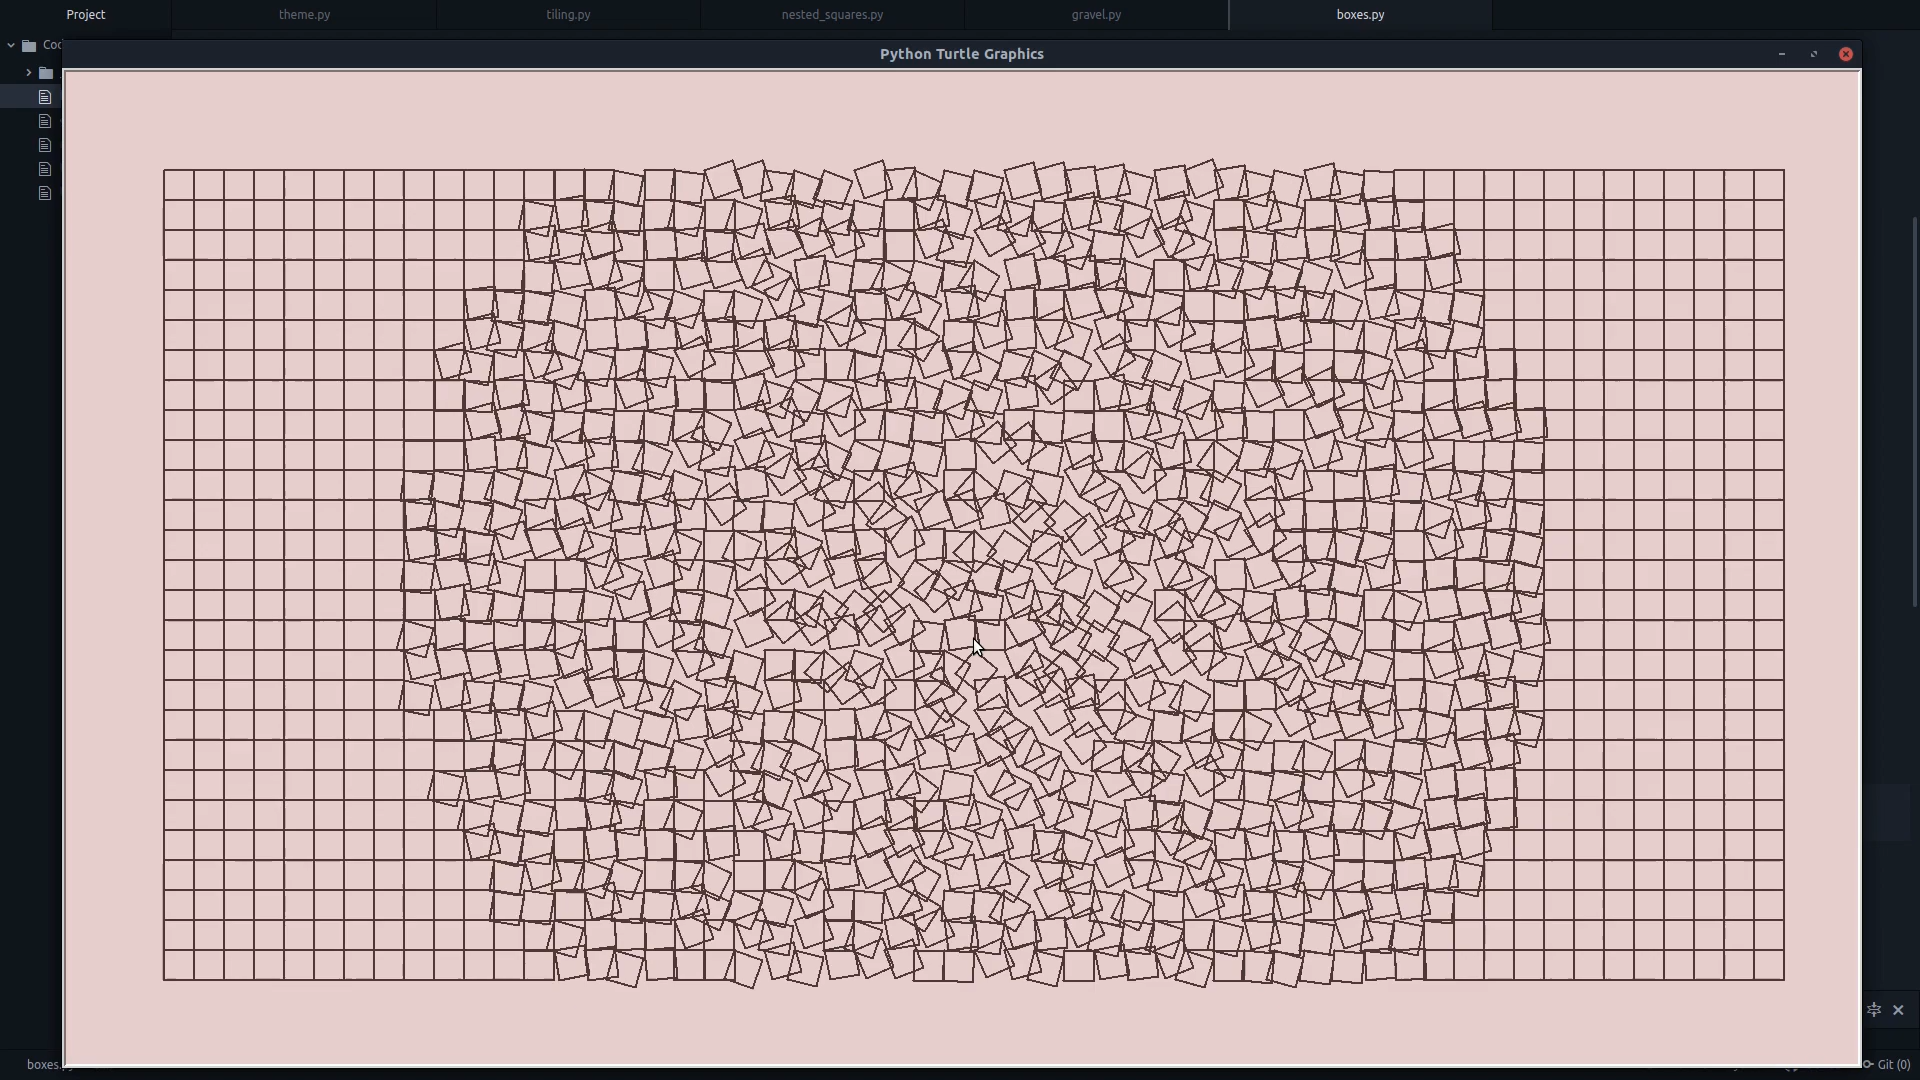 Project theme.py tiling.py nested_squares.py gravel.py boxes.py
Python Turtle Graphics
Git (0)